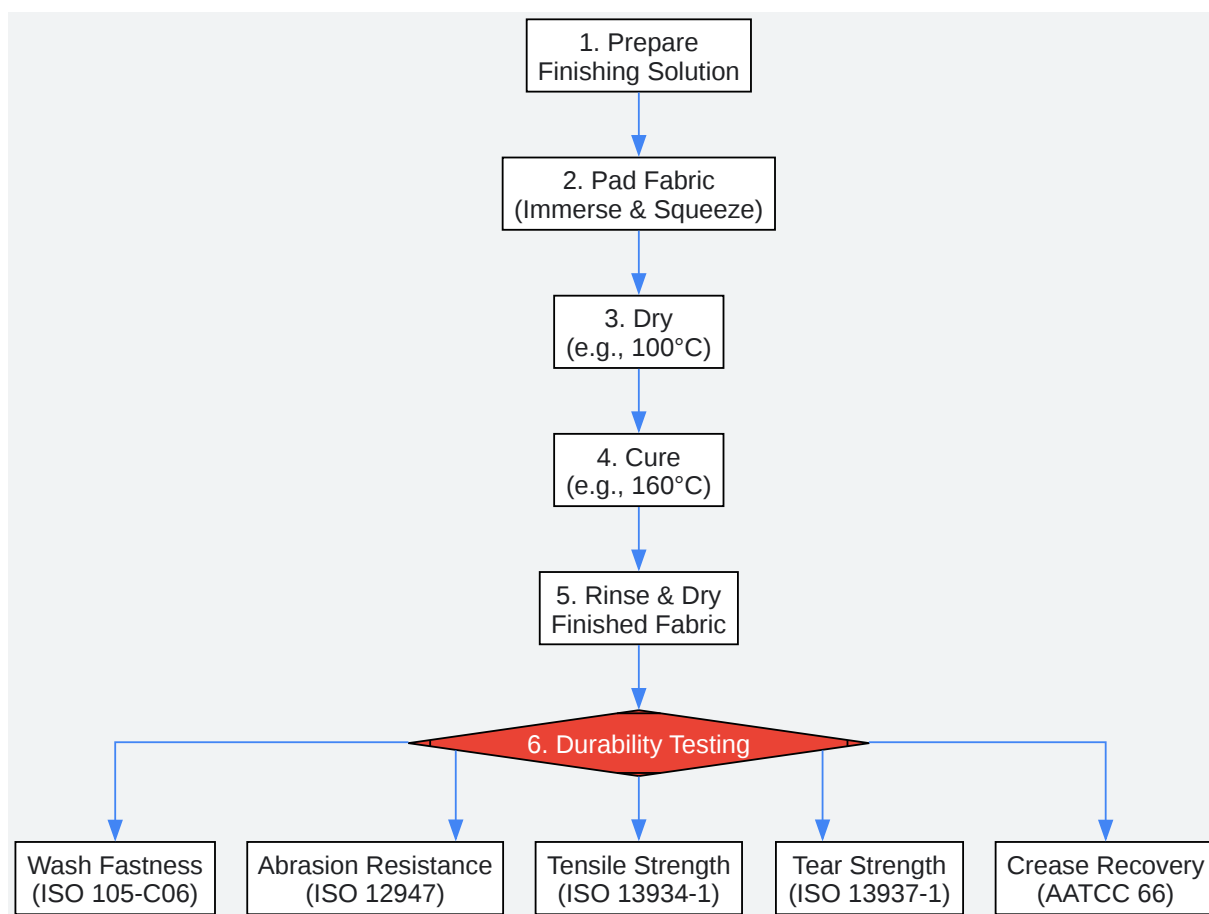 1. Prepare
Finishing Solution
2. Pad Fabric
(Immerse & Squeeze)
3. Dry
(e.g., 100°C)
4. Cure
(e.g., 160°C)
5. Rinse & Dry
Finished Fabric
6. Durability Testing
Wash Fastness
(ISO 105-C06)
Abrasion Resistance
(ISO 12947)
Tensile Strength
(ISO 13934-1)
Tear Strength
(ISO 13937-1)
Crease Recovery
(AATCC 66)